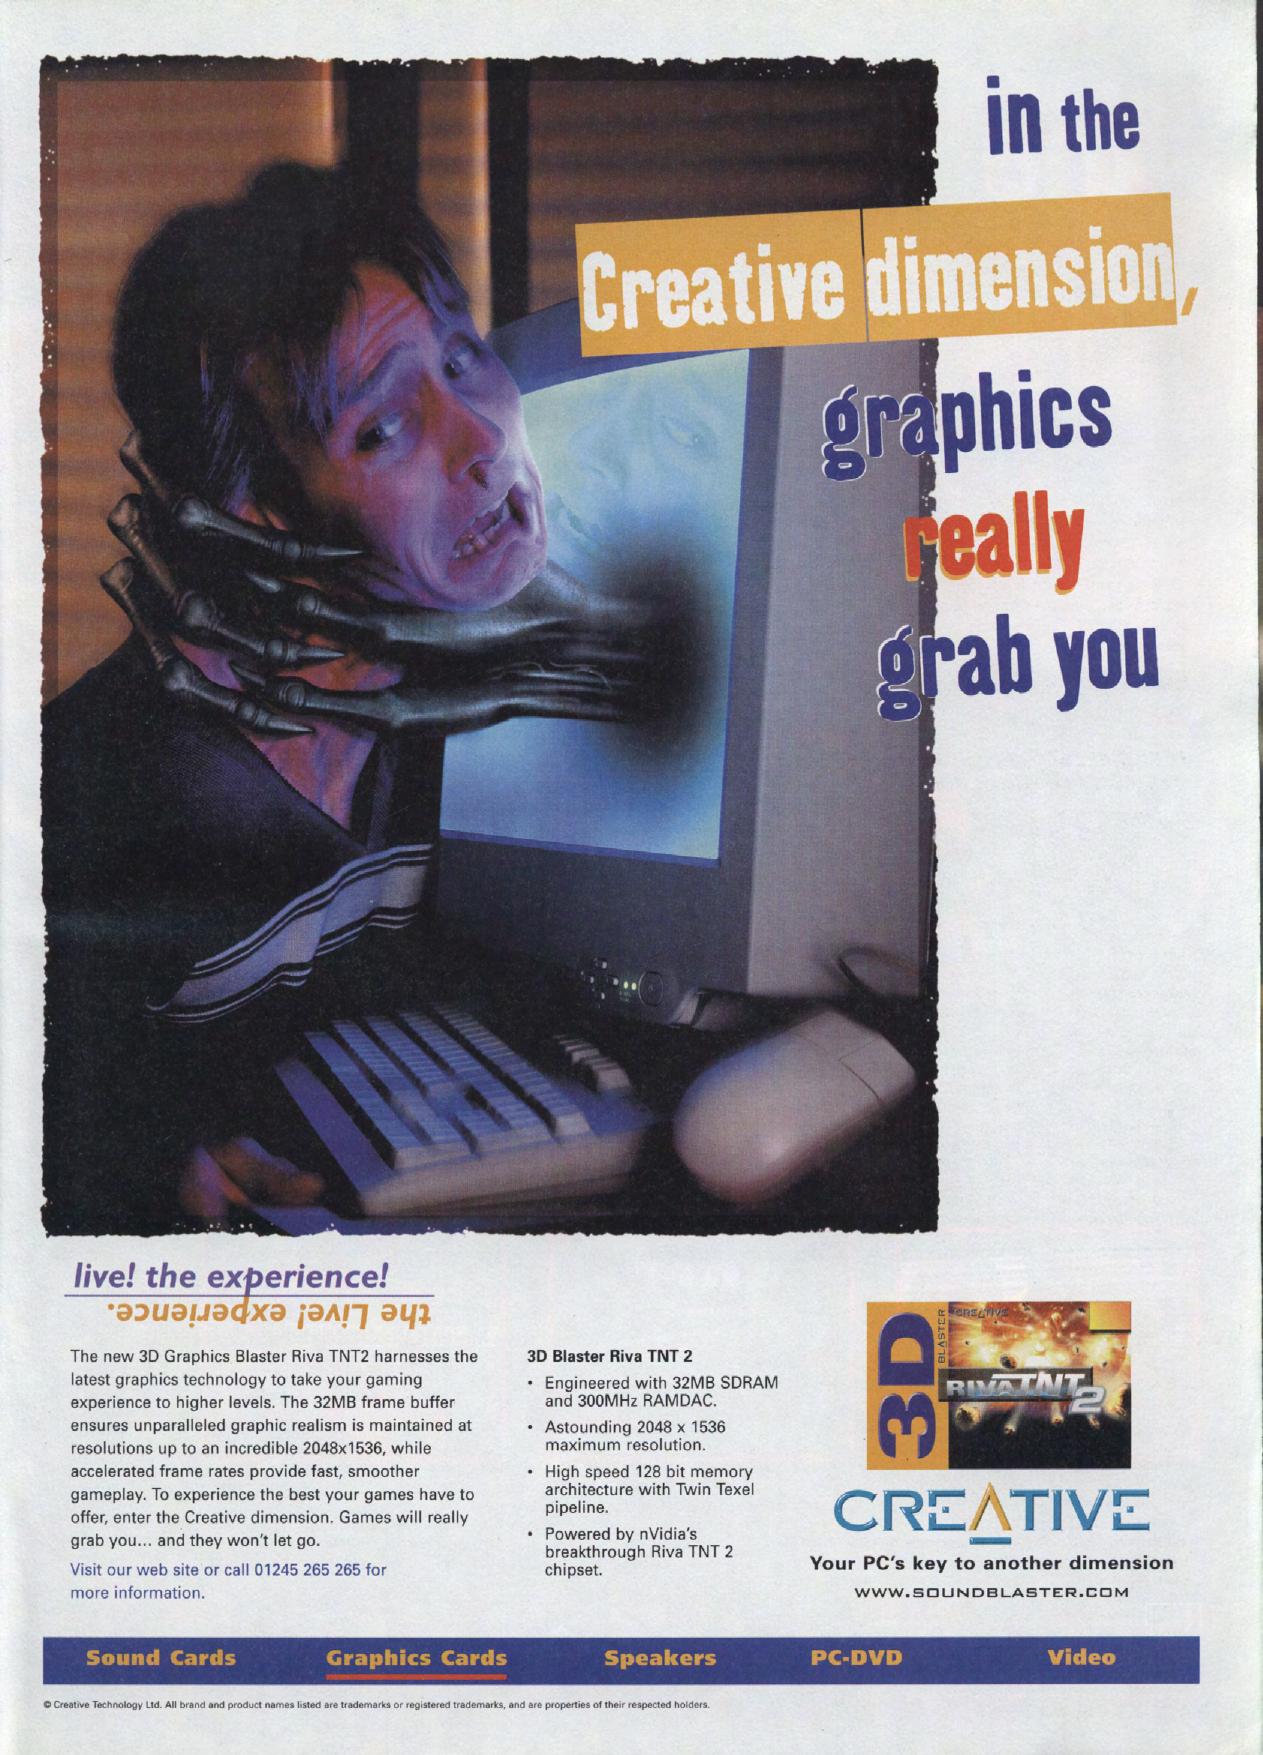 in the
Creative dimension,
graphics
really
grab you
live! the experience!
the Live! experience.
The new 3D Graphics Blaster Riva TNT2 harnesses the
latest graphics technology to take your gaming
experience to higher levels. The 32MB frame buffer
ensures unparalleled graphic realism is maintained at
resolutions up to an incredible 2048x1536, while
accelerated frame rates provide fast, smoother
gameplay. To experience the best your games have to
offer, enter the Creative dimension. Games will really
grab you... and they won't let go.
Visit our web site or call 01245 265 265 for
more information.
3D Blaster Riva TNT 2
• Engineered with 32MB SDRAM
and 300MHz RAMDAC.
• Astounding 2048 x 1536
maximum resolution.
• High speed 128 bit memory
architecture with Twin Texel
pipeline.
• Powered by nVidia's
breakthrough Riva TNT 2
chipset.
3D
BLASTER
CREATIVE
RIVA TNT2
CREATIVE
Your PC's key to another dimension
WWW.SOUNDBLASTER.COM
Sound Cards Graphics Cards Speakers PC-DVD Video
© Creative Technology Ltd. All brand and product names listed are trademarks or registered trademarks, and are properties of their respected holders.